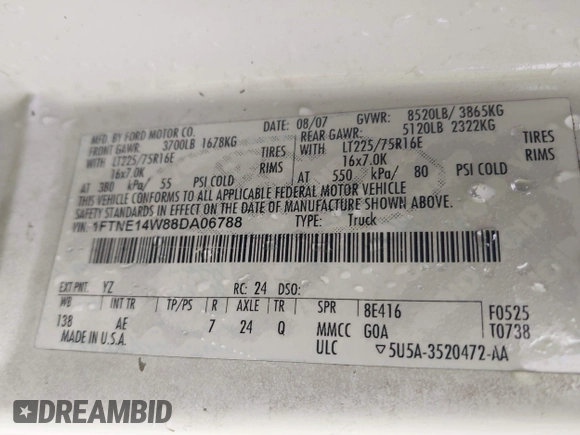 MFD. BY FORD MOTOR CO.
DATE: 08/07 GVWR: 8520LB/ 3865KG
FRONT GAWR: 3700LB 1678KG
REAR GAWR: 5120LB 2322KG
WITH LT225/75R16E TIRES
WITH LT225/75R16E TIRES
16x7.0K RIMS
16x7.0K RIMS
AT 380 kPa/ 55 PSI COLD
AT 550 kPa/ 80 PSI COLD
THIS VEHICLE CONFORMS TO ALL APPLICABLE FEDERAL MOTOR VEHICLE
SAFETY STANDARDS IN EFFECT ON THE DATE OF MANUFACTURE SHOWN ABOVE.
VIN: 1FTNE14W88DA06788 TYPE: Truck
EXT PNT: YZ RC: 24 DSO:
WB INT TR TP/PS R AXLE TR SPR 8E416 F0525
138 AE 7 24 Q MMCC GOA T0738
ULC ▽5U5A-3520472-AA
DREAMBID